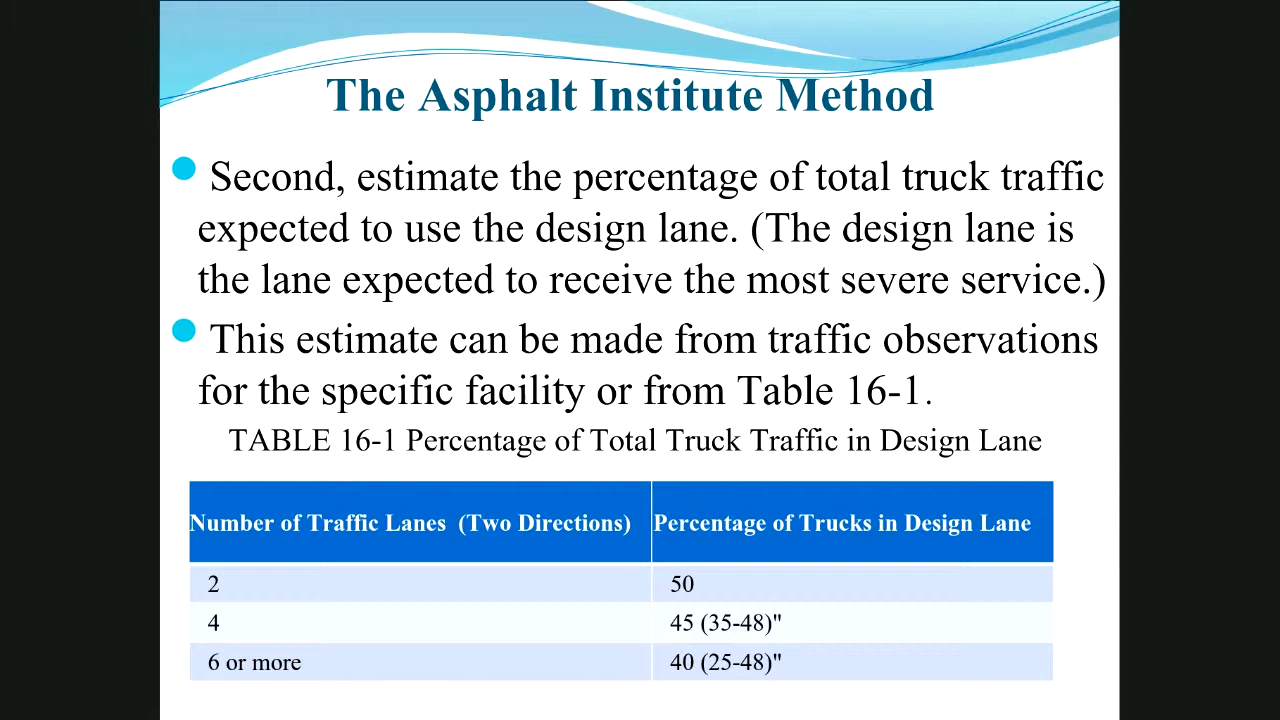 The Asphalt Institute Method
Second, estimate the percentage of total truck traffic
expected to use the design lane. (The design lane is
the lane expected to receive the most severe service.)
This estimate can be made from traffic observations
for the specific facility or from Table 16-1.
TABLE 16-1 Percentage of Total Truck Traffic in Design Lane
Number of Traffic Lanes (Two Directions) Percentage of Trucks in Design Lane
2 50
4 45 (35-48)"
6 or more 40 (25-48)"